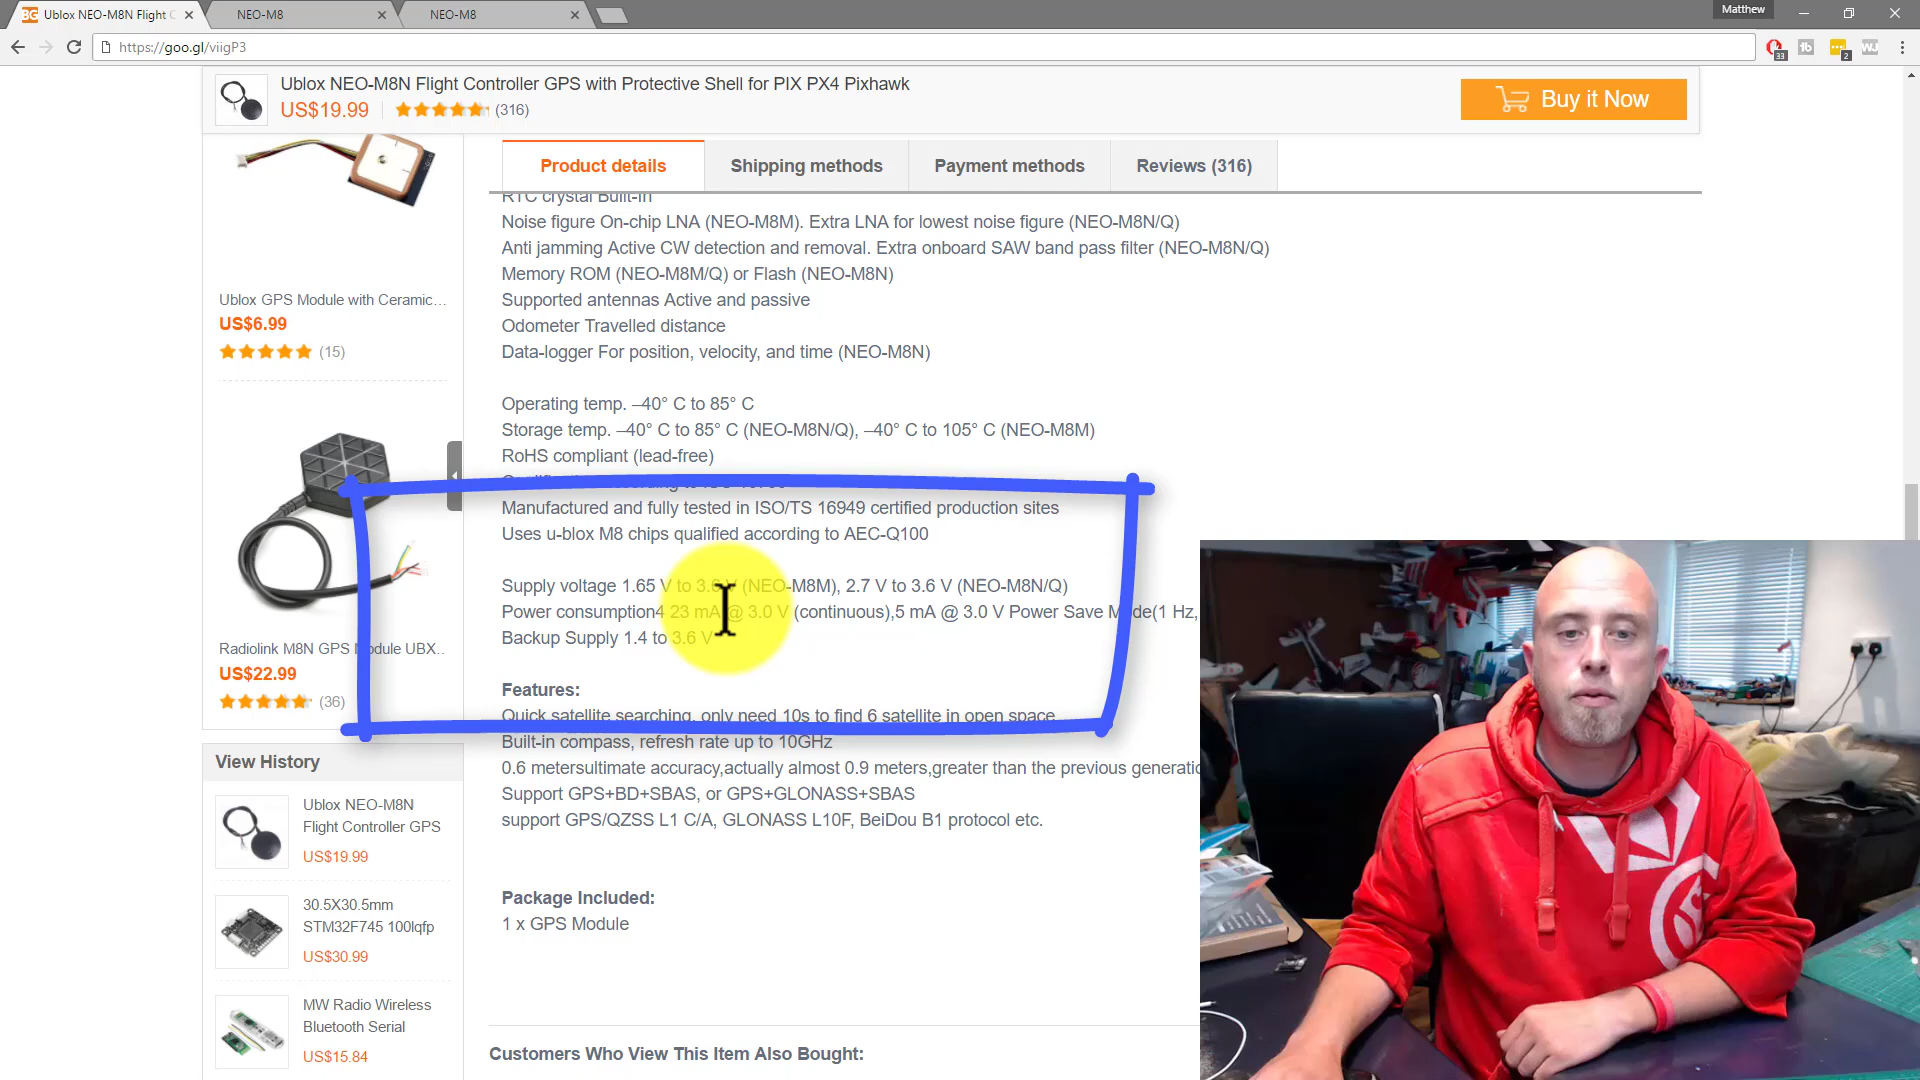 Ublox NEO-M8N Flight C
NEO-M8
NEO-M8
Matthew
https://goo.gl/viigP3
33
2
Ublox NEO-M8N Flight Controller GPS with Protective Shell for PIX PX4 Pixhawk
US$19.99
(316)
Buy it Now
Product details
Shipping methods
Payment methods
Reviews (316)
RTC crystal Built-In
Noise figure On-chip LNA (NEO-M8M). Extra LNA for lowest noise figure (NEO-M8N/Q)
Anti jamming Active CW detection and removal. Extra onboard SAW band pass filter (NEO-M8N/Q)
Memory ROM (NEO-M8M/Q) or Flash (NEO-M8N)
Supported antennas Active and passive
Odometer Travelled distance
Data-logger For position, velocity, and time (NEO-M8N)
Operating temp. –40° C to 85° C
Storage temp. –40° C to 85° C (NEO-M8N/Q), –40° C to 105° C (NEO-M8M)
RoHS compliant (lead-free)
Manufactured and fully tested in ISO/TS 16949 certified production sites
Uses u-blox M8 chips qualified according to AEC-Q100
Supply voltage 1.65 V to 3.6 V (NEO-M8M), 2.7 V to 3.6 V (NEO-M8N/Q)
Power consumption4 23 mA @ 3.0 V (continuous),5 mA @ 3.0 V Power Save Mode(1 Hz,
Backup Supply 1.4 to 3.6 V
Features:
Quick satellite searching, only need 10s to find 6 satellite in open space
Built-in compass, refresh rate up to 10GHz
0.6 metersultimate accuracy,actually almost 0.9 meters,greater than the previous generatio
Support GPS+BD+SBAS, or GPS+GLONASS+SBAS
support GPS/QZSS L1 C/A, GLONASS L10F, BeiDou B1 protocol etc.
Package Included:
1 x GPS Module
Customers Who View This Item Also Bought:
Ublox GPS Module with Ceramic...
US$6.99
(15)
Radiolink M8N GPS Module UBX..
US$22.99
(36)
View History
Ublox NEO-M8N
Flight Controller GPS
US$19.99
30.5X30.5mm
STM32F745 100lqfp
US$30.99
MW Radio Wireless
Bluetooth Serial
US$15.84